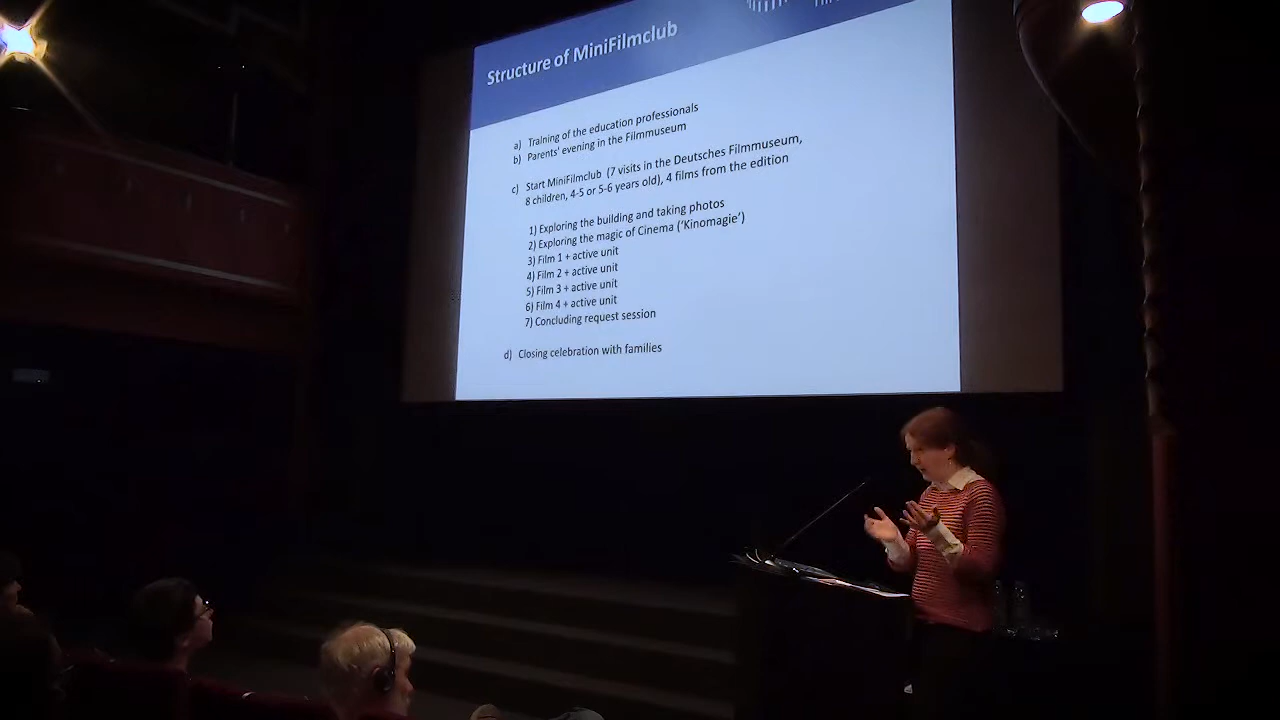 Structure of MiniFilmclub
a) Training of the education professionals
b) Parents' evening in the Filmmuseum
c) Start MiniFilmclub (7 visits in the Deutsches Filmmuseum,
8 children, 4-5 or 5-6 years old), 4 films from the edition
1) Exploring the building and taking photos
2) Exploring the magic of Cinema ('Kinomagie')
3) Film 1 + active unit
4) Film 2 + active unit
5) Film 3 + active unit
6) Film 4 + active unit
7) Concluding request session
d) Closing celebration with families